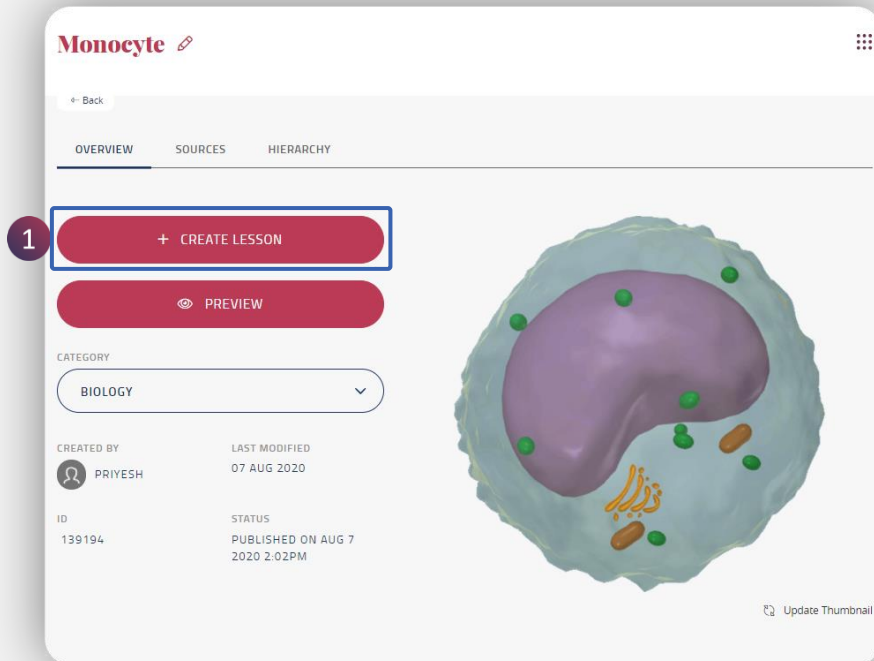 Monocyte
← Back
OVERVIEW SOURCES HIERARCHY
1
+ CREATE LESSON
PREVIEW
CATEGORY
BIOLOGY
CREATED BY
PRIYESH
LAST MODIFIED
07 AUG 2020
ID
139194
STATUS
PUBLISHED ON AUG 7
2020 2:02PM
Update Thumbnail